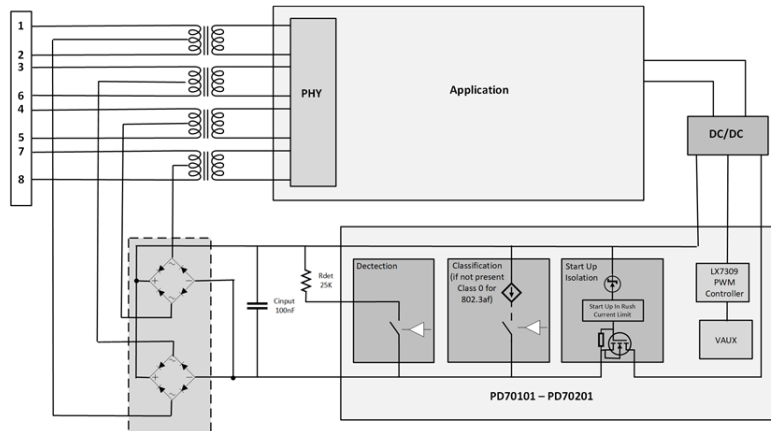 1
2
3
6
4
5
7
8
PHY
Application
DC/DC
Rdet
25K
Cinput
100nF
Dectection
Classification
(if not present
Class 0 for
802.3af)
Start Up
Isolation
Start Up In Rush
Current Limit
LX7309
PWM
Controller
VAUX
PD70101 – PD70201